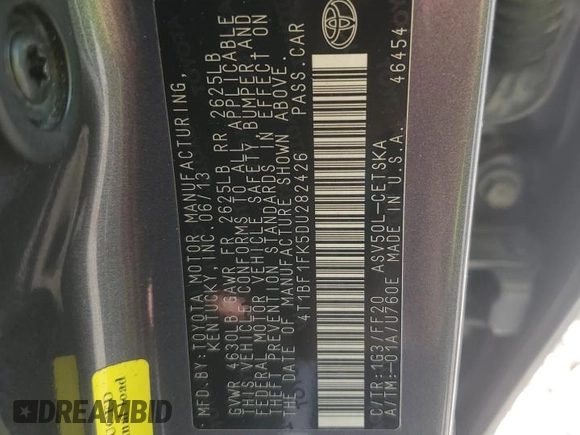 MFD. BY: TOYOTA MOTOR MANUFACTURING,
KENTUCKY, INC. 06/13
GVWR 4630LB GAWR FR 2625LB RR 2625LB
THIS VEHICLE CONFORMS TO ALL APPLICABLE
FEDERAL MOTOR VEHICLE SAFETY, BUMPER, AND
THEFT PREVENTION STANDARDS IN EFFECT ON
THE DATE OF MANUFACTURE SHOWN ABOVE.
4T1BF1FK5DU282426 PASS.CAR
C/TR:1G3/FF20 ASV50L-CETSKA
A/TM:-01A/U760E MADE IN U.S.A.
46454
DREAMBID